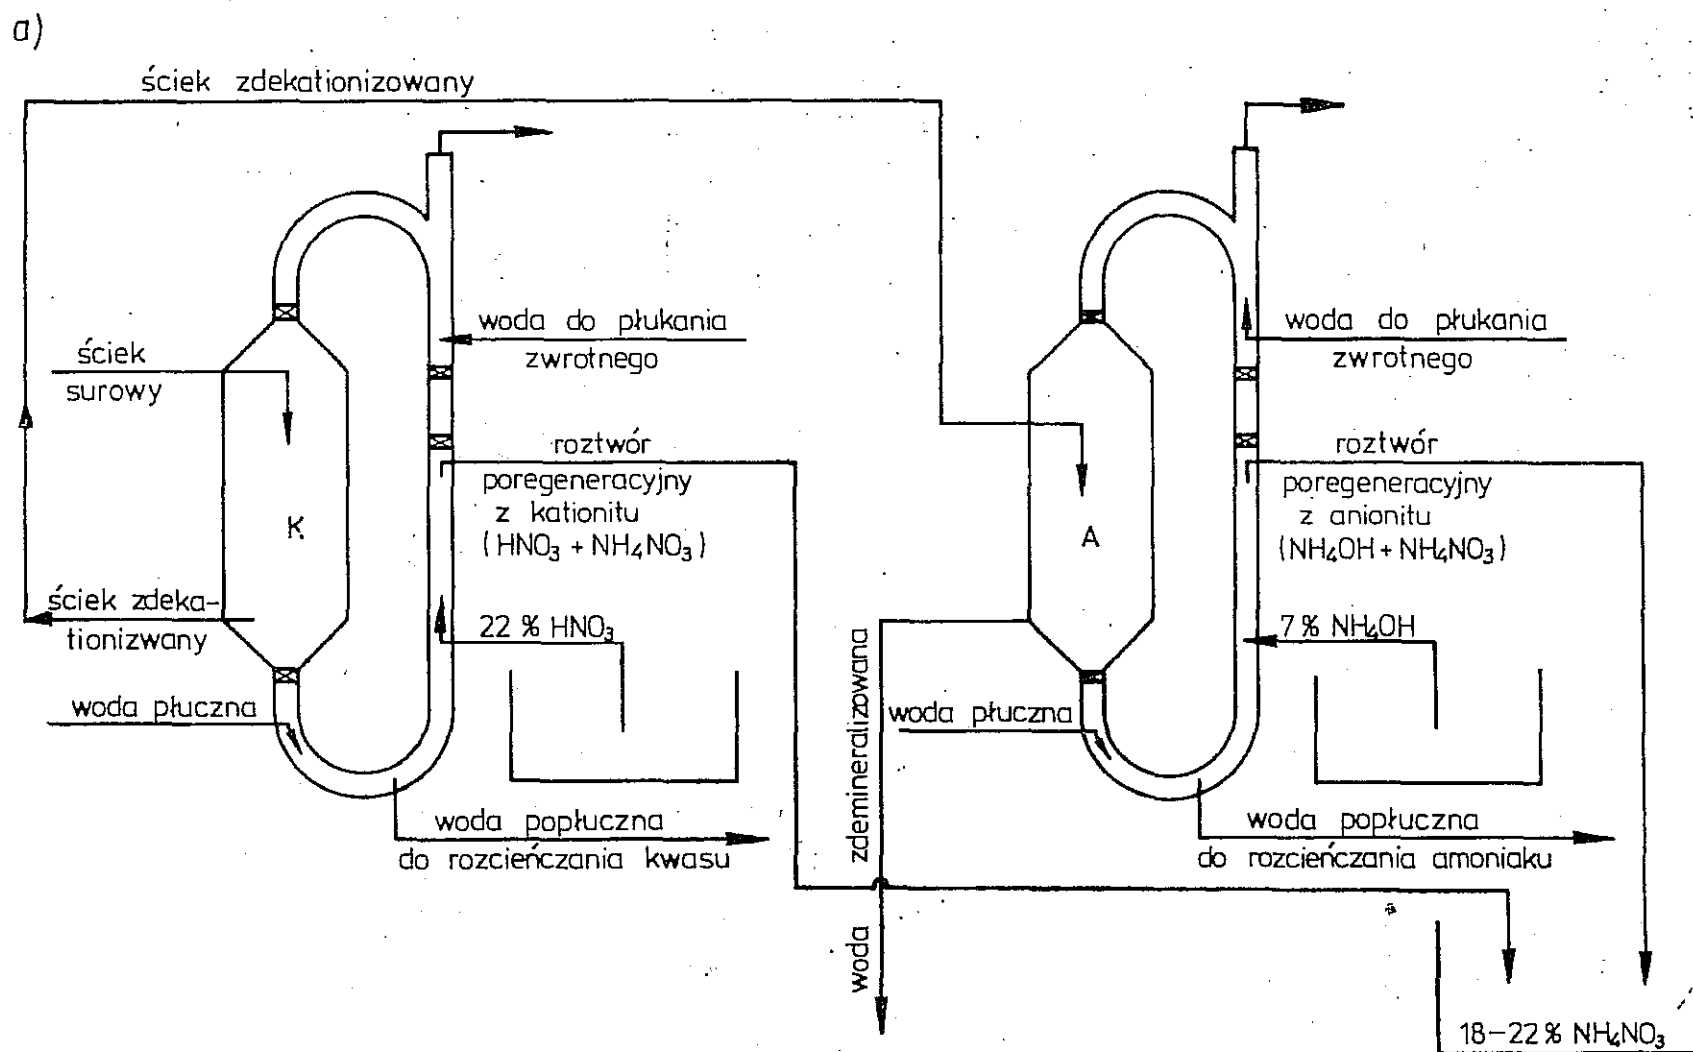 a)
ściek zdekationizowany
ściek
surowy
woda do płukania
zwrotnego
roztwór
poregeneracyjny
z kationitu
(HNO₃ + NH₄NO₃)
K
ściek zdeka-
tionizwany
22 % HNO₃
woda płuczna
woda popłuczna
do rozcieńczania kwasu
woda do płukania
zwrotnego
roztwór
poregeneracyjny
z anionitu
(NH₄OH + NH₄NO₃)
A
7 % NH₄OH
woda płuczna
woda popłuczna
do rozcieńczania amoniaku
woda zdemineralizowana
18–22 % NH₄NO₃